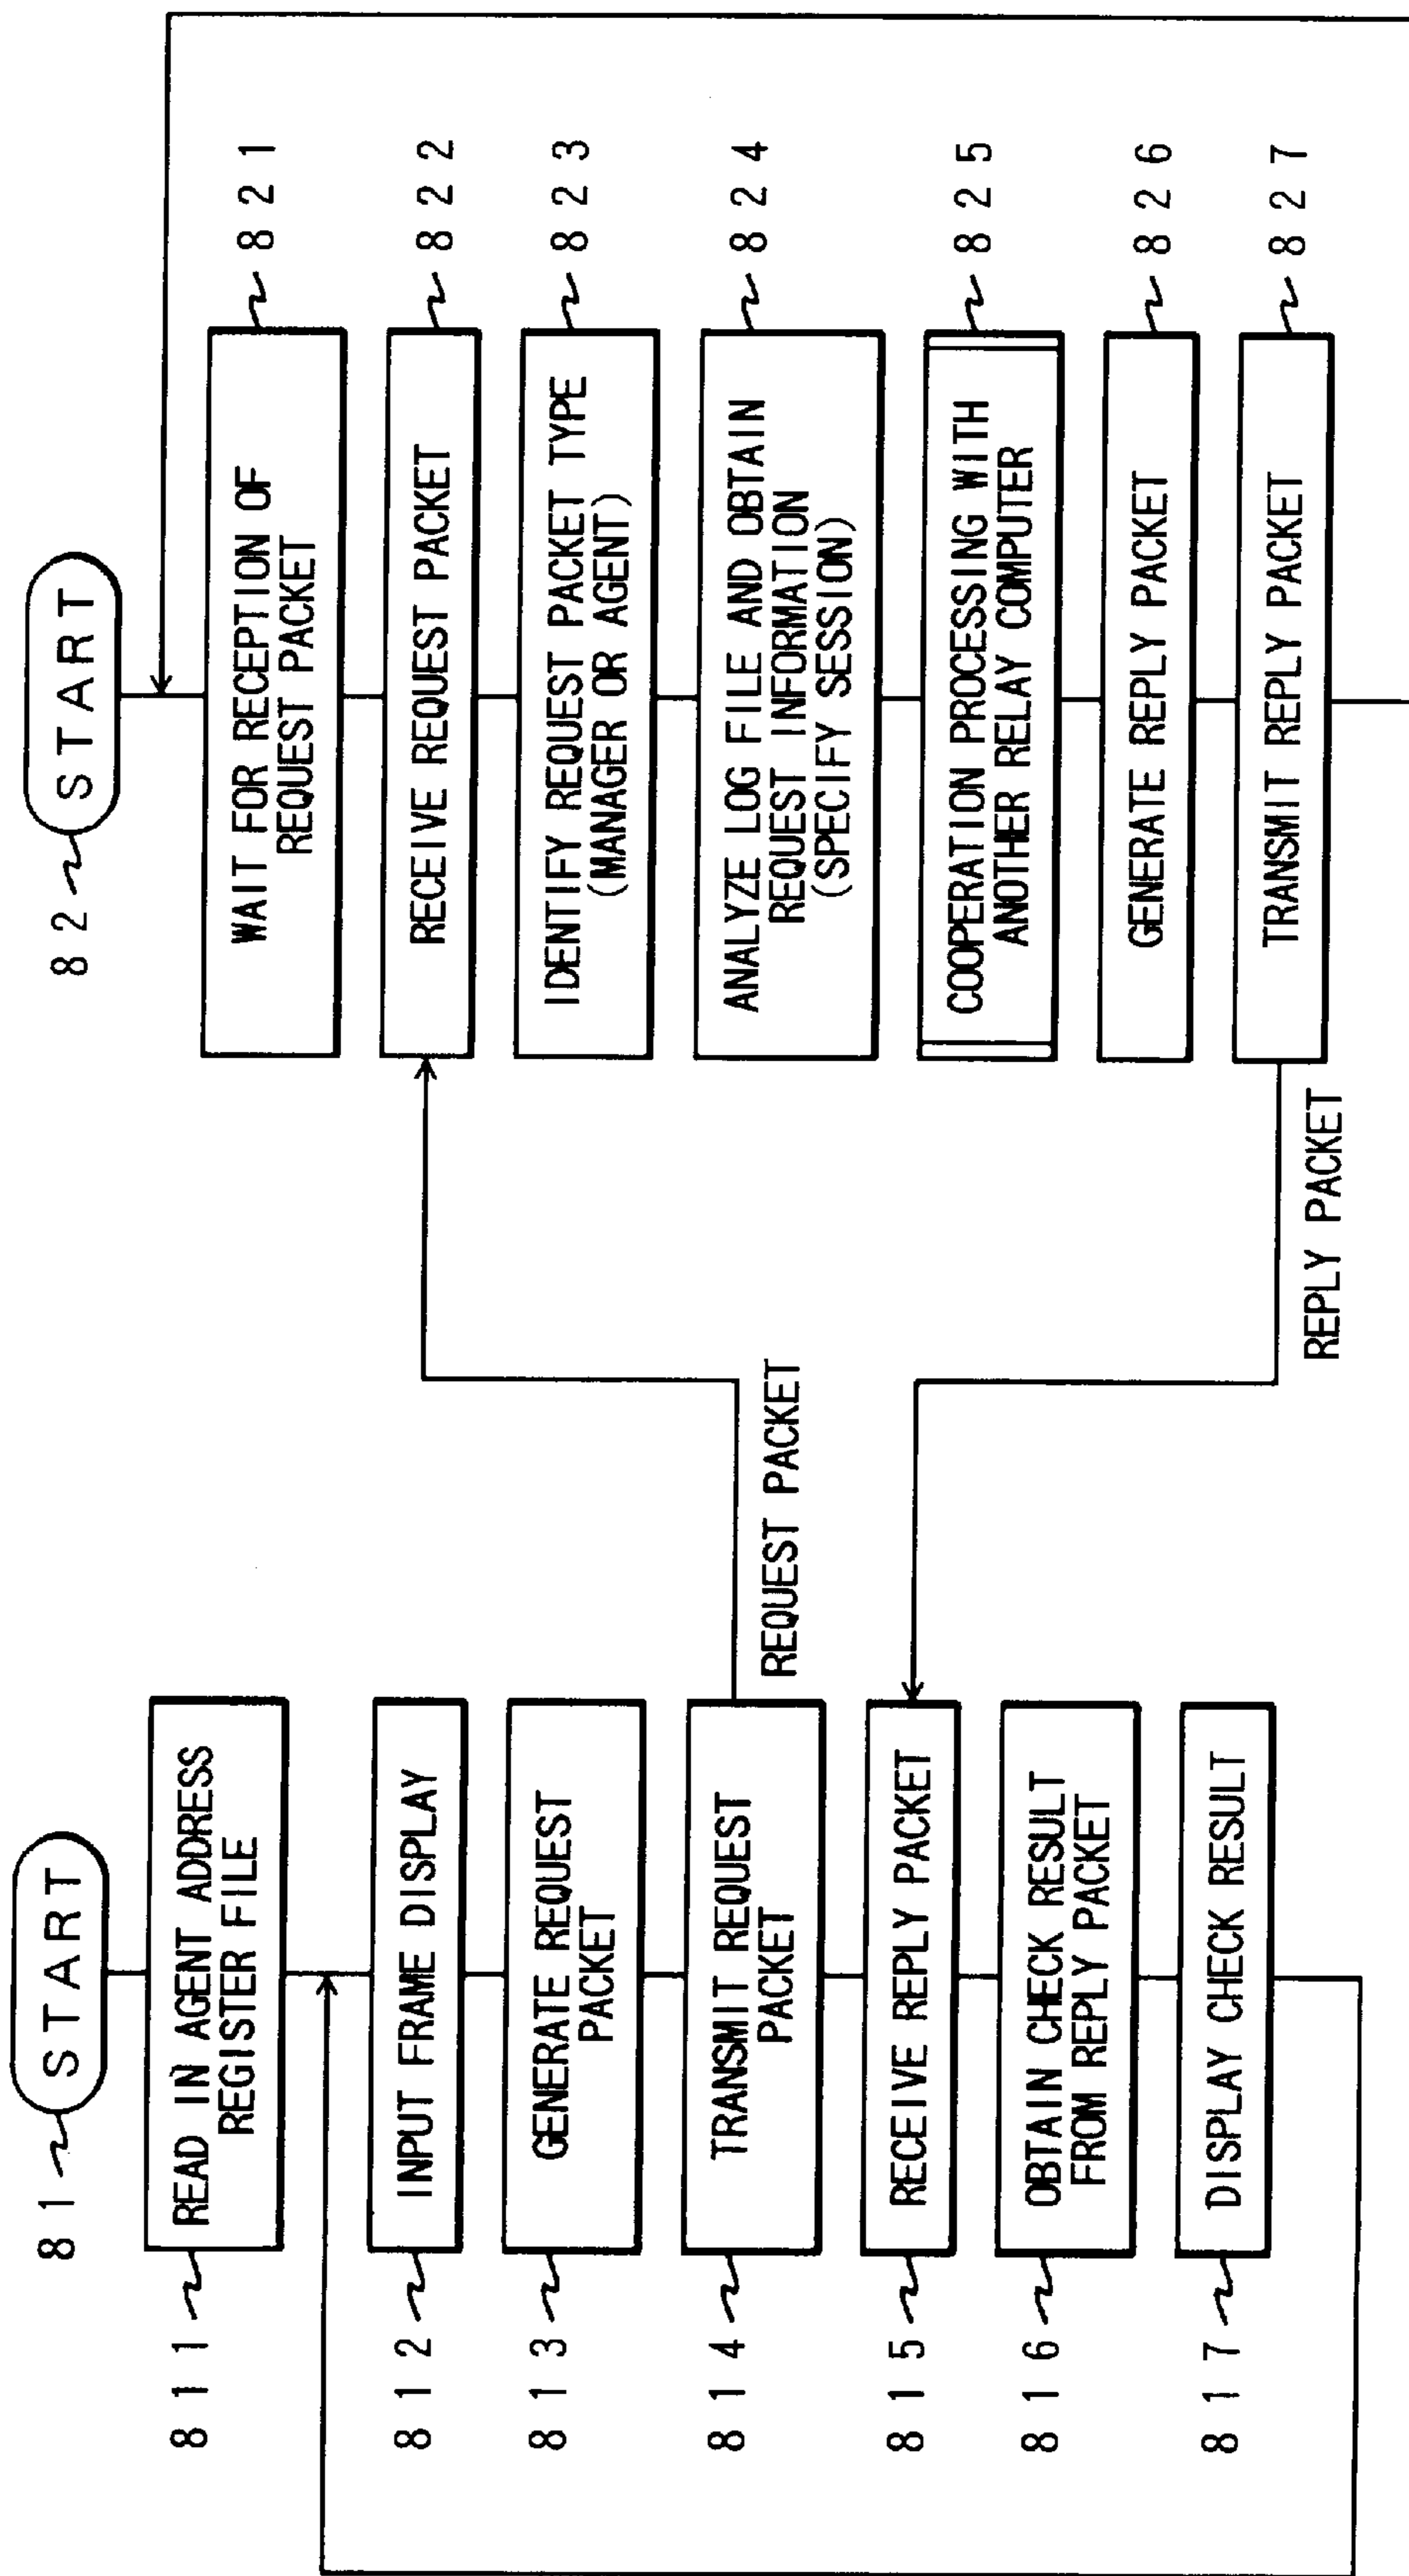 81 START
811 READ IN AGENT ADDRESS
REGISTER FILE
812 INPUT FRAME DISPLAY
813 GENERATE REQUEST
PACKET
814 TRANSMIT REQUEST
PACKET
815 RECEIVE REPLY PACKET
816 OBTAIN CHECK RESULT
FROM REPLY PACKET
817 DISPLAY CHECK RESULT
REQUEST PACKET
REPLY PACKET
82 START
WAIT FOR RECEPTION OF 821
REQUEST PACKET
RECEIVE REQUEST PACKET 822
IDENTIFY REQUEST PACKET TYPE 823
(MANAGER OR AGENT)
ANALYZE LOG FILE AND OBTAIN 824
REQUEST INFORMATION
(SPECIFY SESSION)
COOPERATION PROCESSING WITH 825
ANOTHER RELAY COMPUTER
GENERATE REPLY PACKET 826
TRANSMIT REPLY PACKET 827